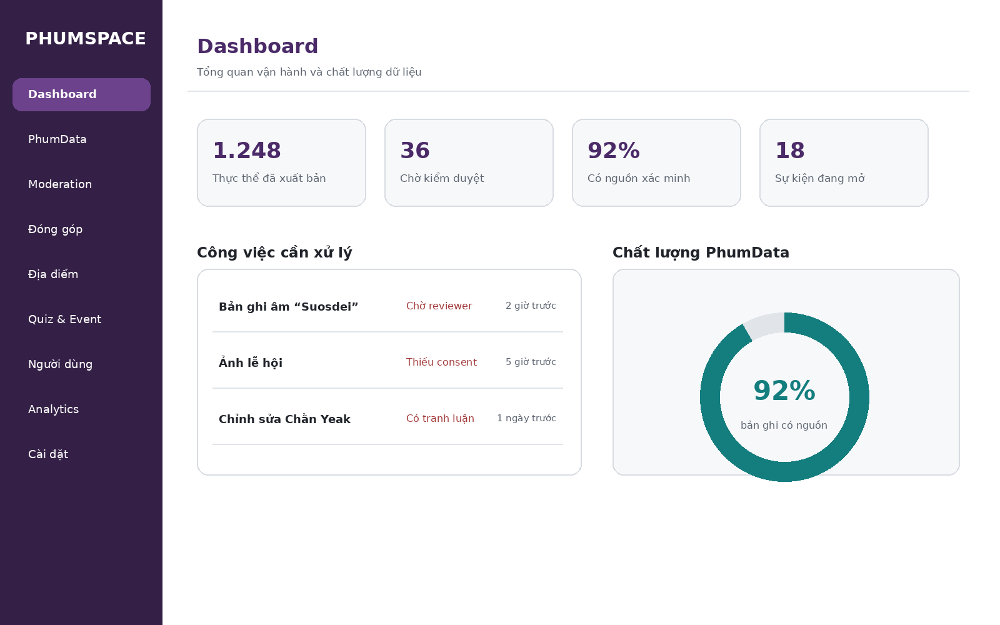 PHUMSPACE
Dashboard
PhumData
Moderation
Đóng góp
Địa điểm
Quiz & Event
Người dùng
Analytics
Cài đặt
Dashboard
Tổng quan vận hành và chất lượng dữ liệu
1.248
Thực thể đã xuất bản
36
Chờ kiểm duyệt
92%
Có nguồn xác minh
18
Sự kiện đang mở
Công việc cần xử lý
Bản ghi âm “Suosdei” Chờ reviewer 2 giờ trước
Ảnh lễ hội Thiếu consent 5 giờ trước
Chỉnh sửa Chằn Yeak Có tranh luận 1 ngày trước
Chất lượng PhumData
92%
bản ghi có nguồn